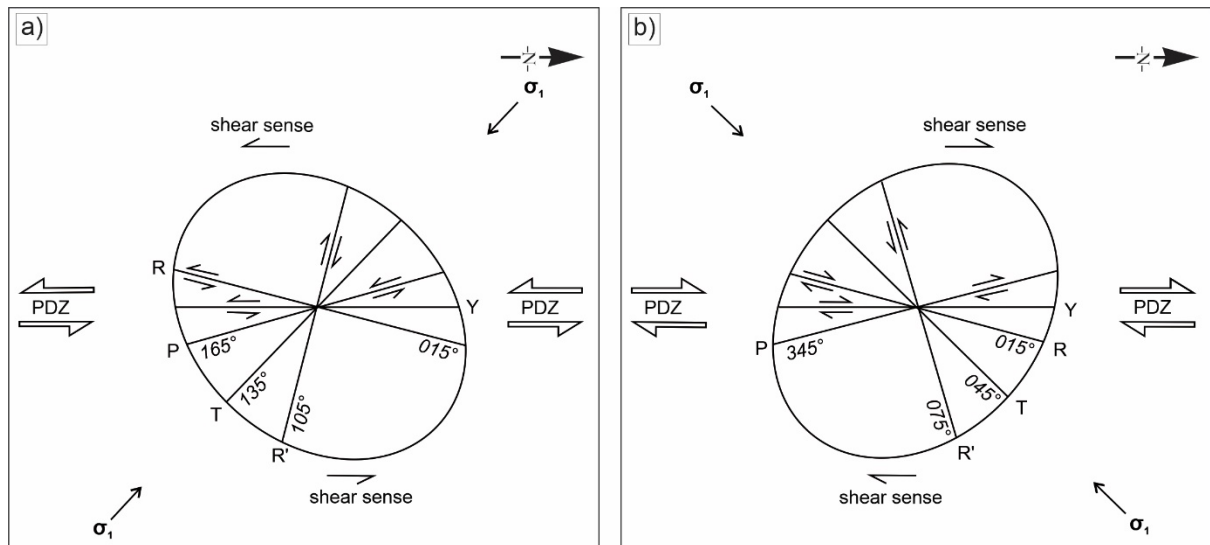 a)
N
σ₁
shear sense
R
PDZ
PDZ
Y
P
165°
015°
135°
T
105°
R'
shear sense
σ₁
b)
N
σ₁
shear sense
PDZ
PDZ
Y
P
345°
015°
R
045°
T
075°
R'
shear sense
σ₁